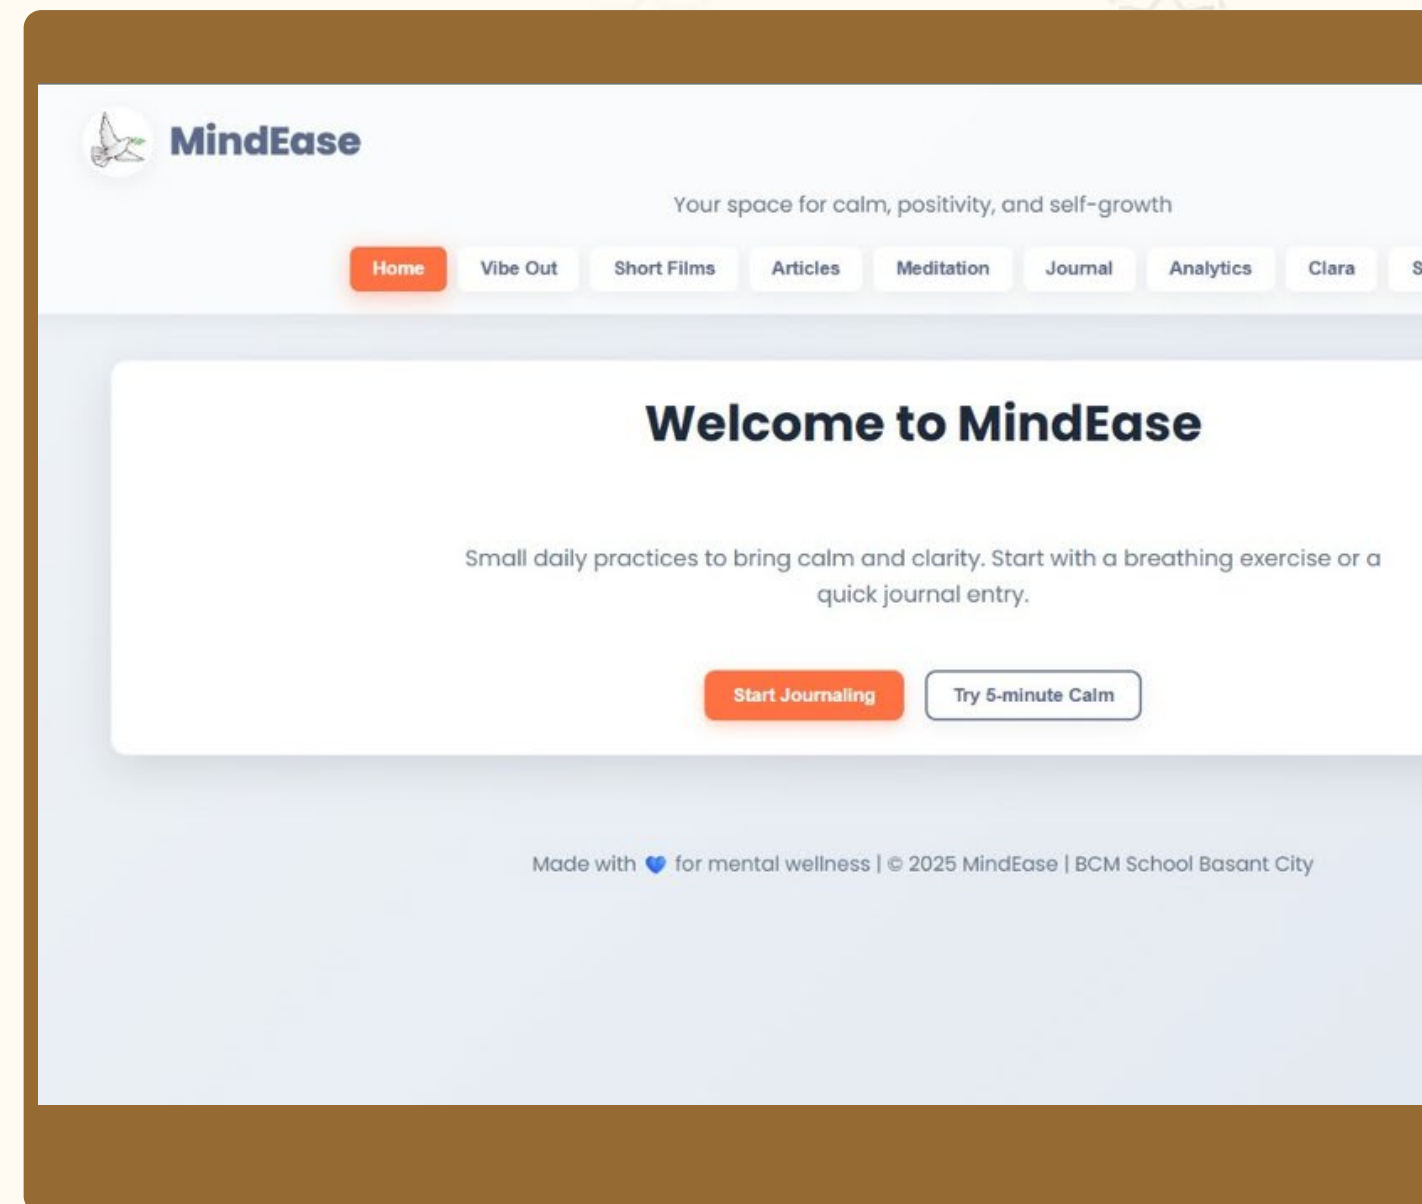 MindEase
Your space for calm, positivity, and self-growth
Home Vibe Out Short Films Articles Meditation Journal Analytics Clara S
Welcome to MindEase
Small daily practices to bring calm and clarity. Start with a breathing exercise or a
quick journal entry.
Start Journaling Try 5-minute Calm
Made with 💙 for mental wellness | © 2025 MindEase | BCM School Basant City